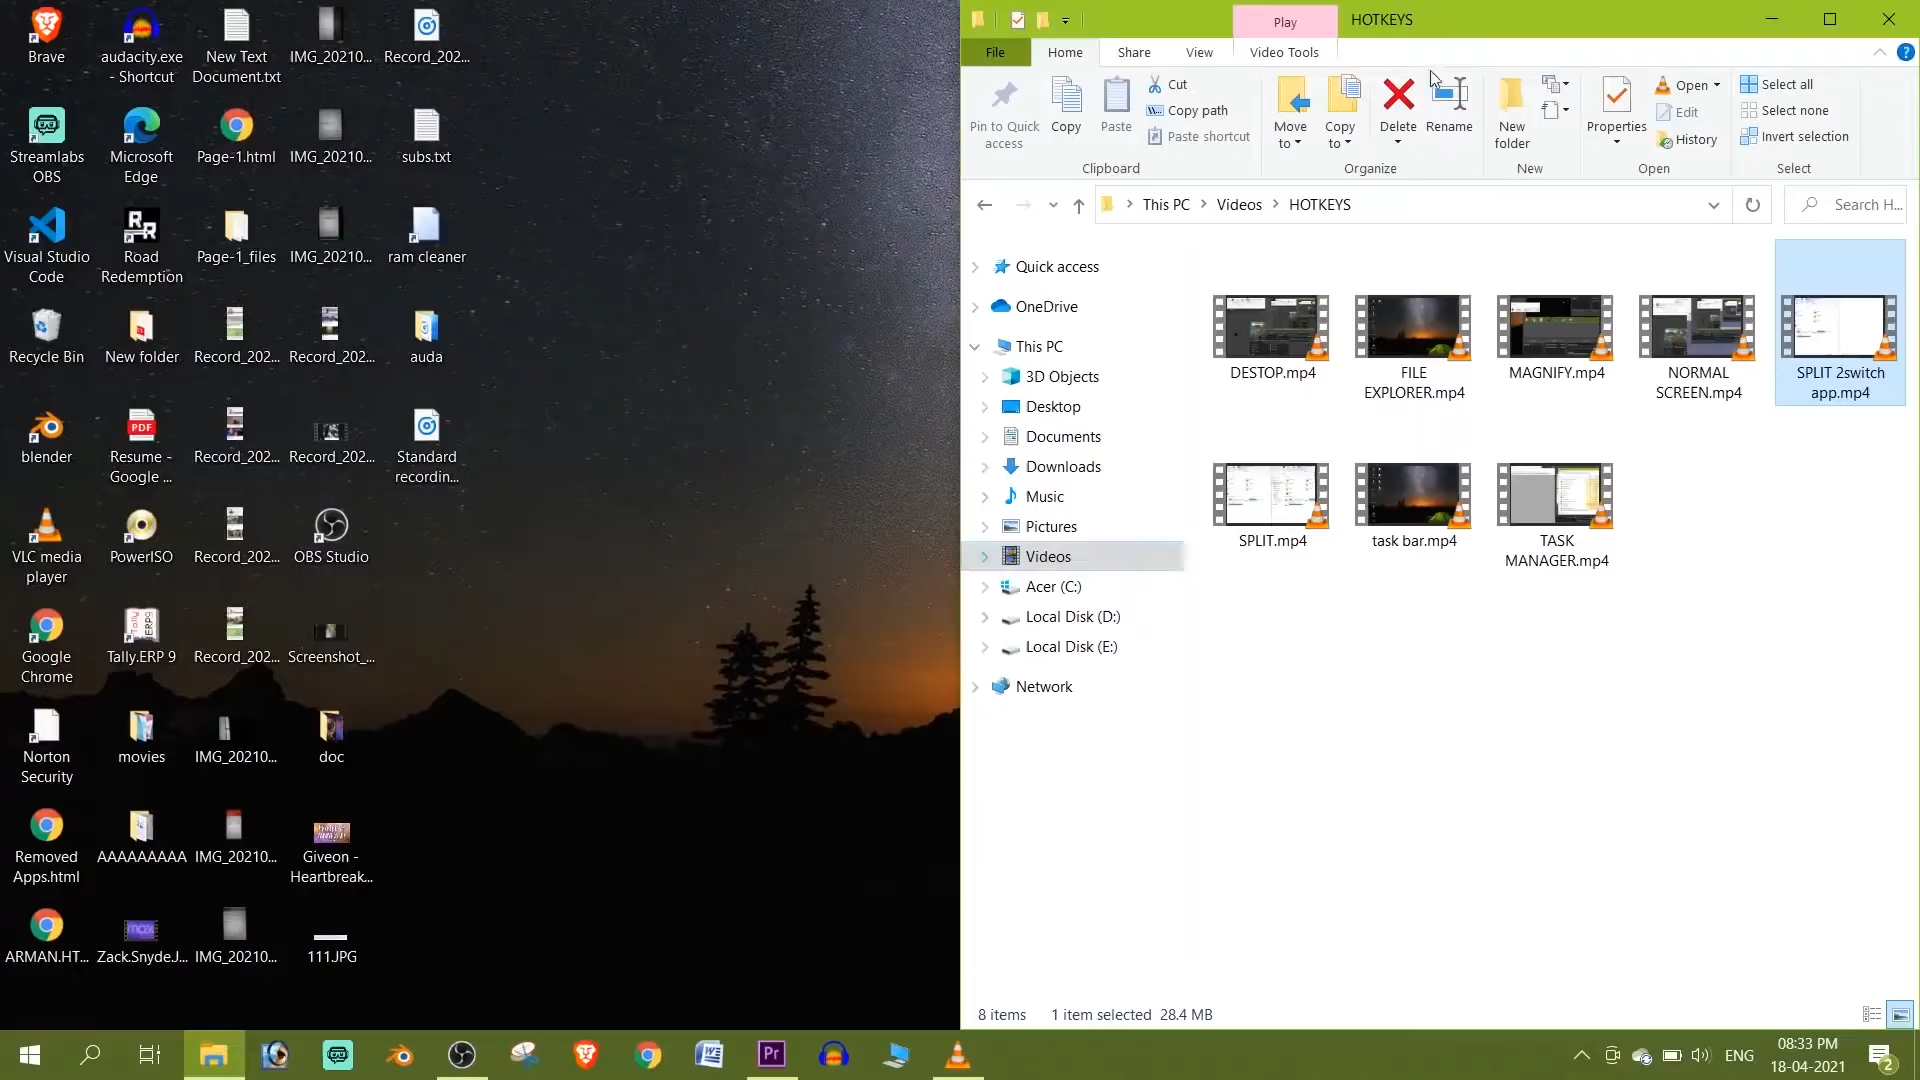 Brave
audacity.exe
- Shortcut
New Text
Document.txt
IMG_20210...
Record_202...
Streamlabs
OBS
Microsoft
Edge
Page-1.html
IMG_20210...
subs.txt
Visual Studio
Code
Road
Redemption
Page-1_files
IMG_20210...
ram cleaner
Recycle Bin
New folder
Record_202...
Record_202...
auda
blender
PDF
Resume -
Google ...
Record_202...
Record_202...
Standard
recordin...
VLC media
player
PowerISO
Record_202...
OBS Studio
Google
Chrome
Tally.ERP 9
Record_202...
Screenshot_...
Norton
Security
movies
IMG_20210...
doc
Removed
Apps.html
AAAAAAAAA
IMG_20210...
Giveon -
Heartbreak...
ARMAN.HT...
Zack.Snyde.J...
IMG_20210...
111.JPG
Play
HOTKEYS
File
Home
Share
View
Video Tools
Pin to Quick
access
Copy
Paste
Cut
Copy path
Paste shortcut
Clipboard
Move
to
Copy
to
Delete
Rename
Organize
New
folder
New
Properties
Open
Edit
History
Open
Select all
Select none
Invert selection
Select
This PC
Videos
HOTKEYS
Search H...
Quick access
OneDrive
This PC
3D Objects
Desktop
Documents
Downloads
Music
Pictures
Videos
Acer (C:)
Local Disk (D:)
Local Disk (E:)
Network
DESTOP.mp4
FILE
EXPLORER.mp4
MAGNIFY.mp4
NORMAL
SCREEN.mp4
SPLIT 2switch
app.mp4
SPLIT.mp4
task bar.mp4
TASK
MANAGER.mp4
8 items
1 item selected 28.4 MB
Pr
ENG
08:33 PM
18-04-2021
2